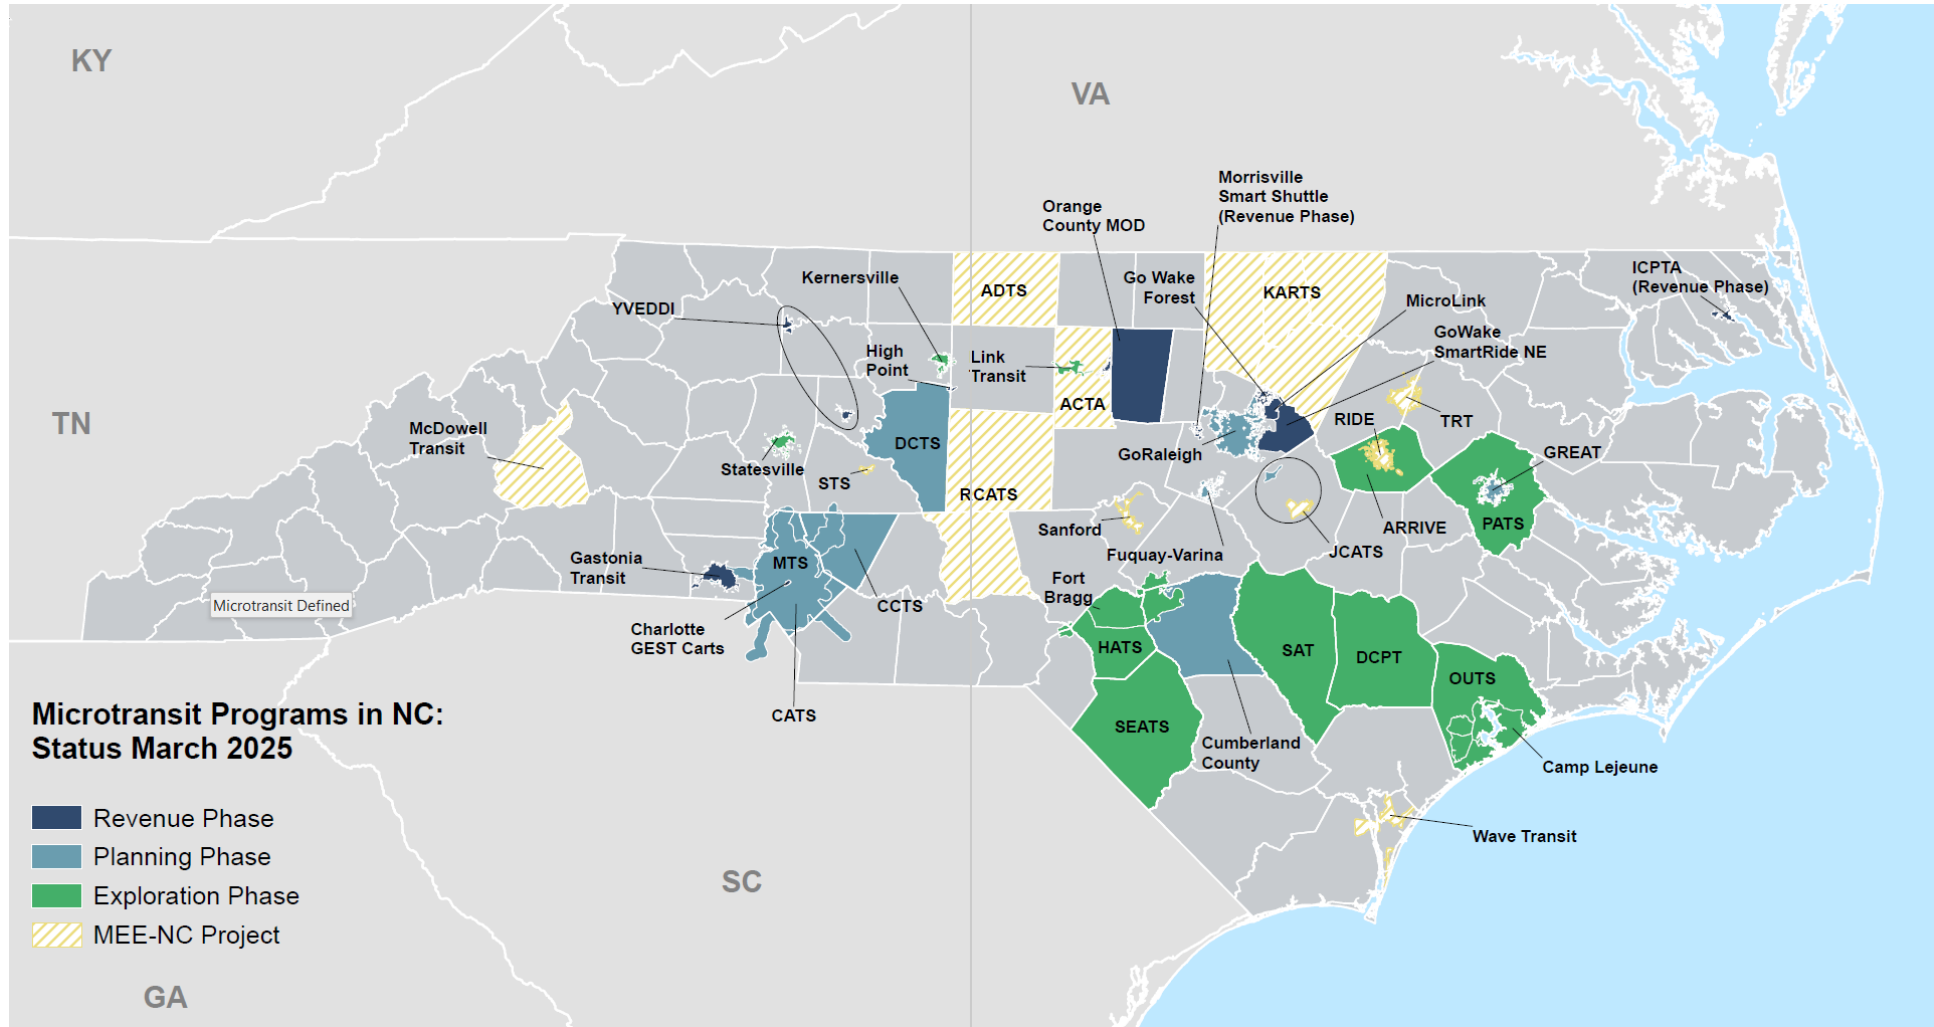 KY
VA
TN
SC
GA
Morrisville
Smart Shuttle
(Revenue Phase)
Orange
County MOD
Kernersville
ADTS
Go Wake
Forest
KARTS
ICPTA
(Revenue Phase)
MicroLink
YVEDDI
GoWake
SmartRide NE
High
Point
Link
Transit
ACTA
RIDE
TRT
McDowell
Transit
DCTS
GoRaleigh
GREAT
Statesville
STS
RCATS
Sanford
ARRIVE
PATS
Fuquay-Varina
JCATS
Gastonia
Transit
MTS
Fort
Bragg
Microtransit Defined
CCTS
Charlotte
GEST Carts
HATS
SAT
DCPT
OUTS
CATS
SEATS
Cumberland
County
Camp Lejeune
Wave Transit
Microtransit Programs in NC:
Status March 2025
Revenue Phase
Planning Phase
Exploration Phase
MEE-NC Project